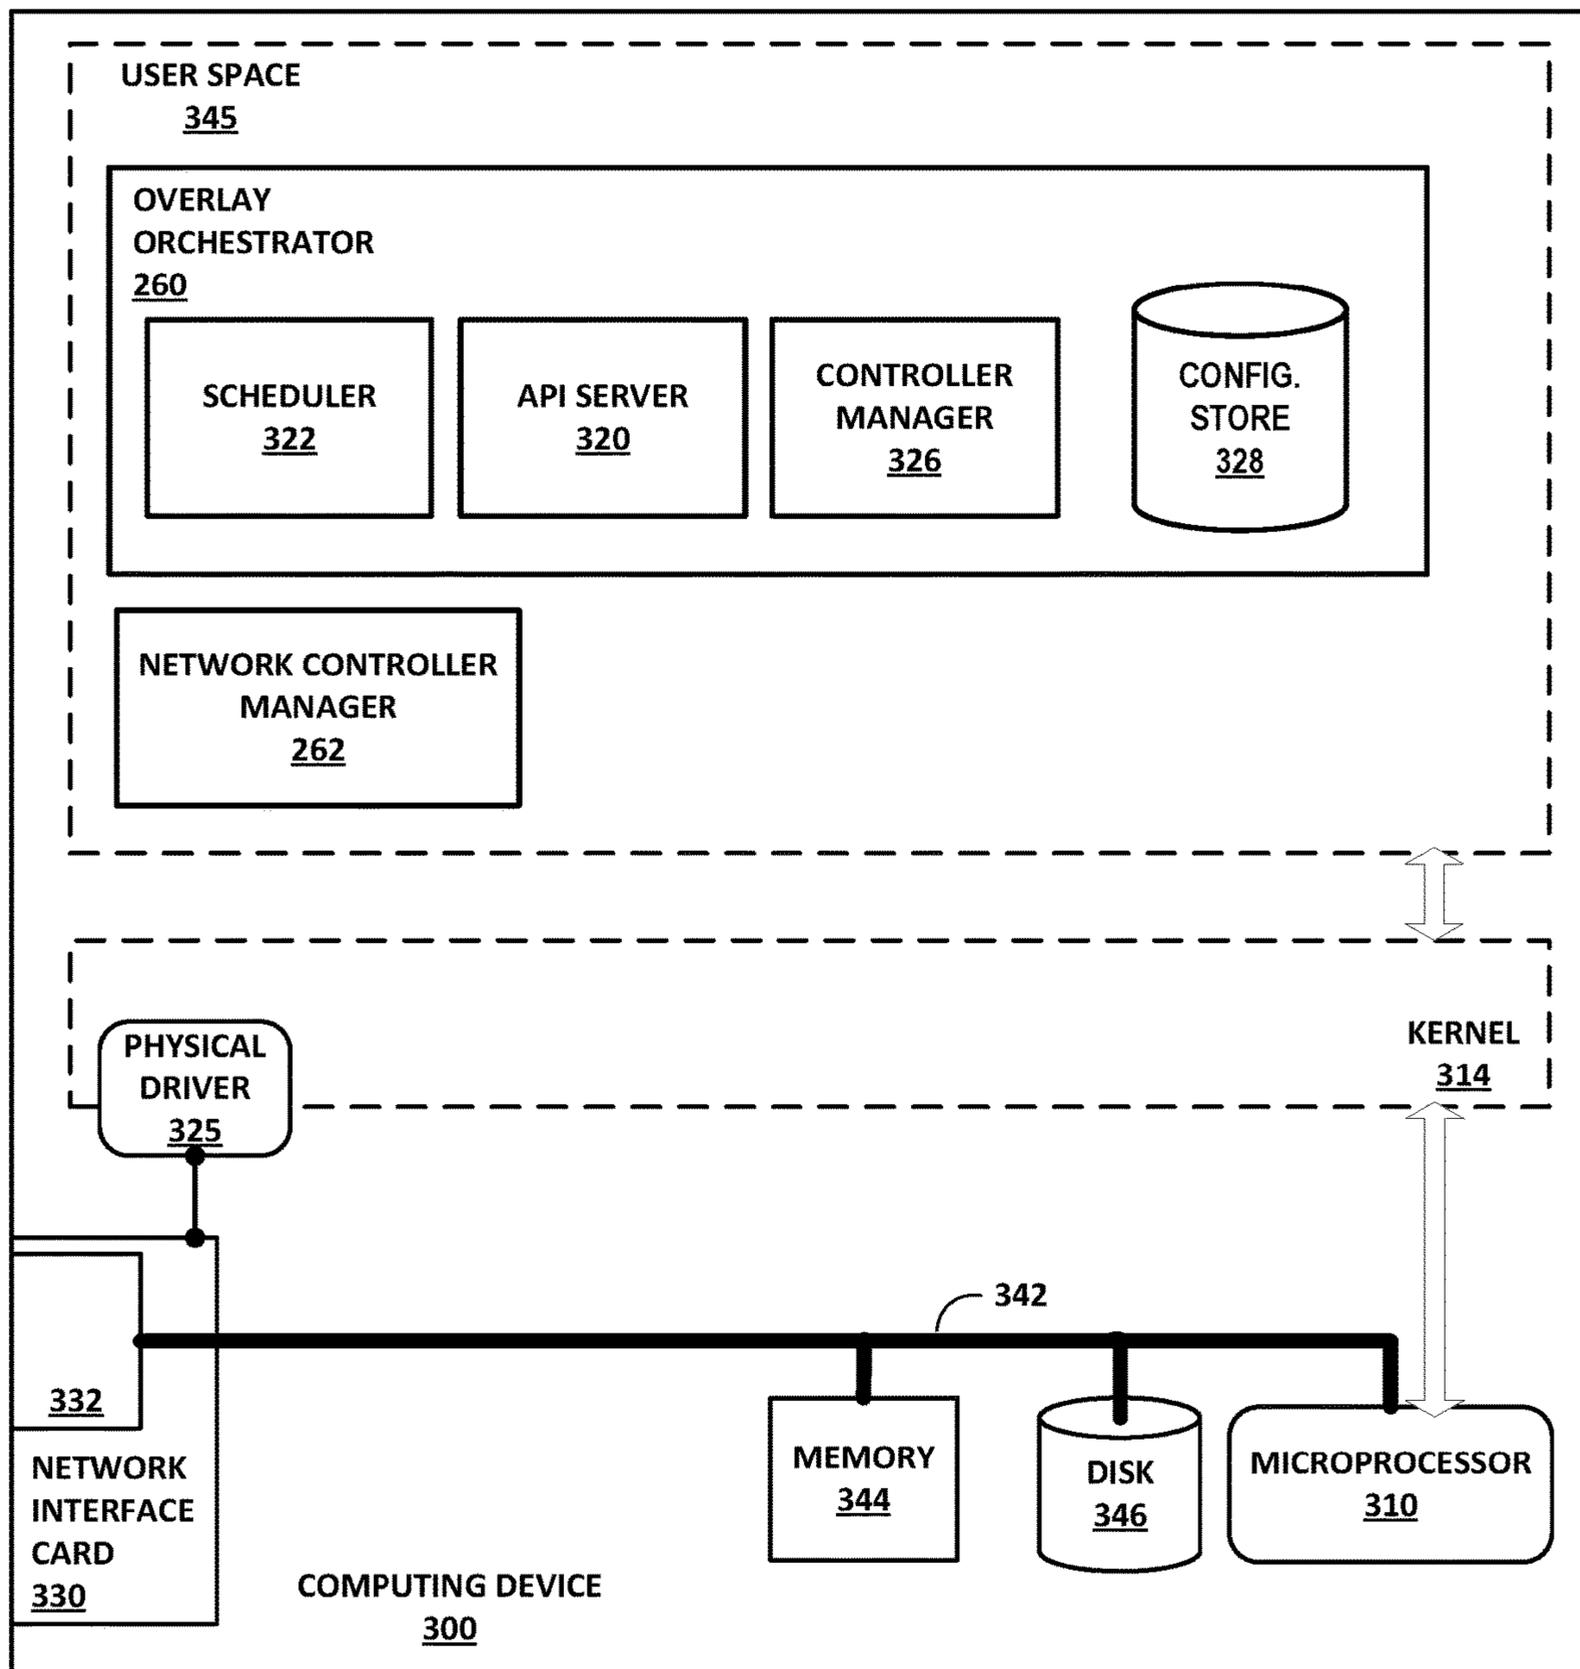 USER SPACE
345
OVERLAY
ORCHESTRATOR
260
SCHEDULER
322
API SERVER
320
CONTROLLER
MANAGER
326
CONFIG.
STORE
328
NETWORK CONTROLLER
MANAGER
262
PHYSICAL
DRIVER
325
KERNEL
314
342
332
NETWORK
INTERFACE
CARD
330
MEMORY
344
DISK
346
MICROPROCESSOR
310
COMPUTING DEVICE
300